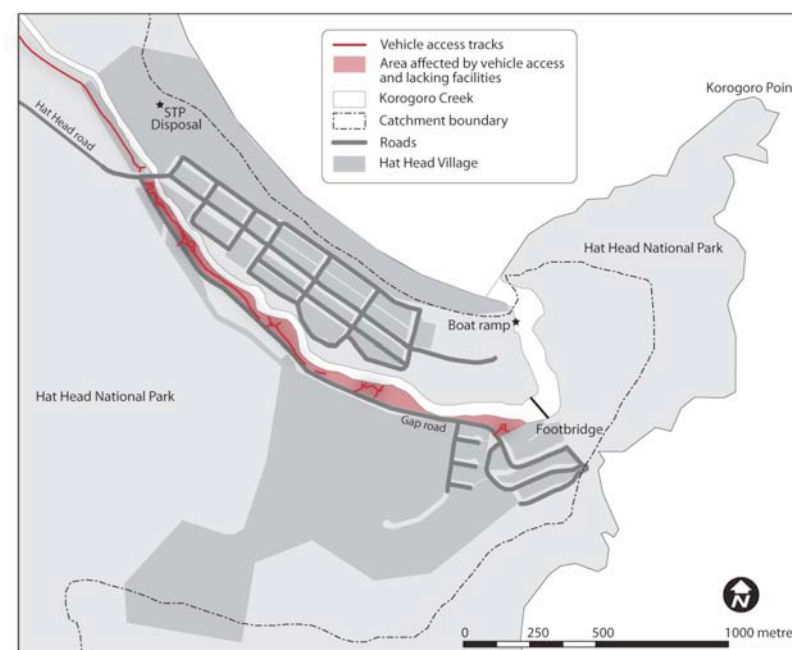 Vehicle access tracks
Area affected by vehicle access
and lacking facilities
Korogoro Creek
Catchment boundary
Roads
Hat Head Village
Korogoro Poin
STP
Disposal
Hat Head road
Hat Head National Park
Boat ramp
Hat Head National Park
Gap road
Footbridge
N
0 250 500 1000 metre